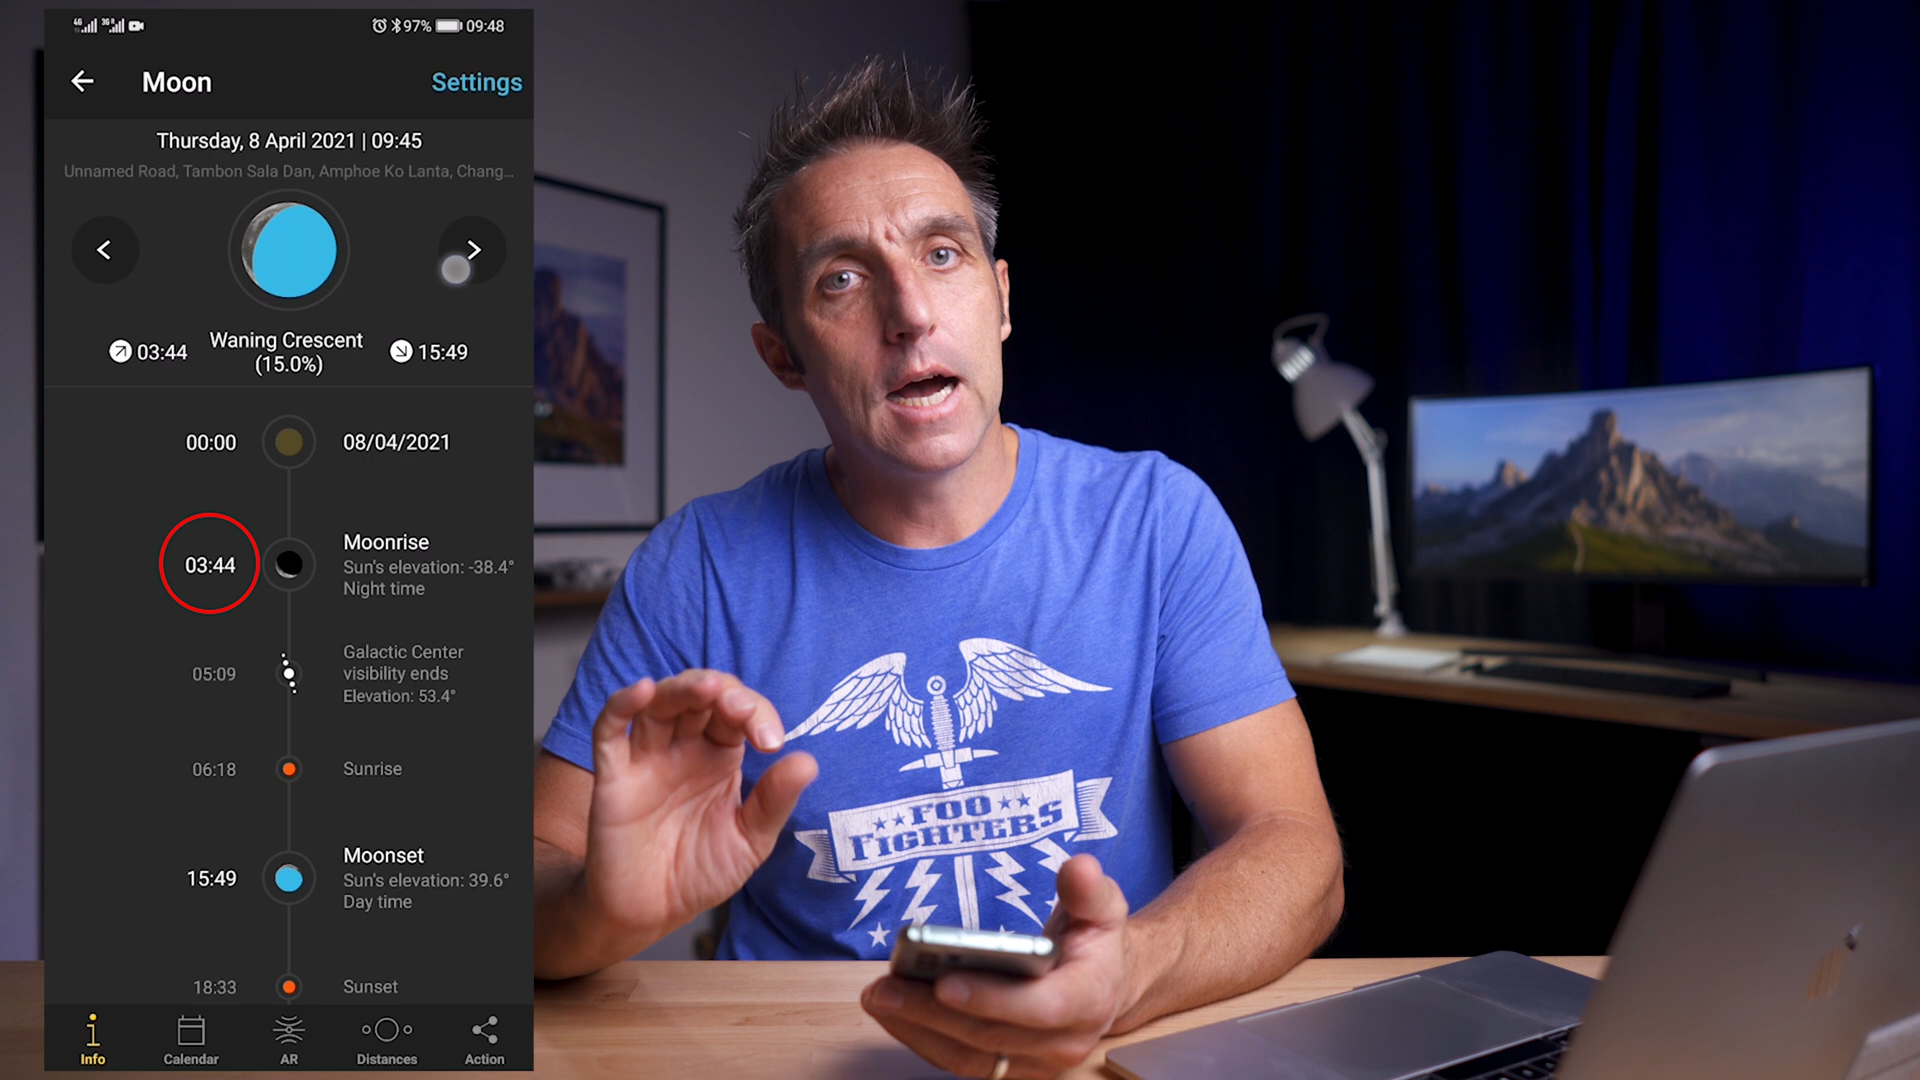 4G 3G R 97% 09:48
Moon Settings
Thursday, 8 April 2021 | 09:45
Unnamed Road, Tambon Sala Dan, Amphoe Ko Lanta, Chang...
< >
03:44 Waning Crescent 15:49
(15.0%)
00:00 08/04/2021
03:44 Moonrise
Sun's elevation: -38.4°
Night time
05:09 Galactic Center
visibility ends
Elevation: 53.4°
06:18 Sunrise
15:49 Moonset
Sun's elevation: 39.6°
Day time
18:33 Sunset
Info Calendar AR Distances Action
FOO
FIGHTERS